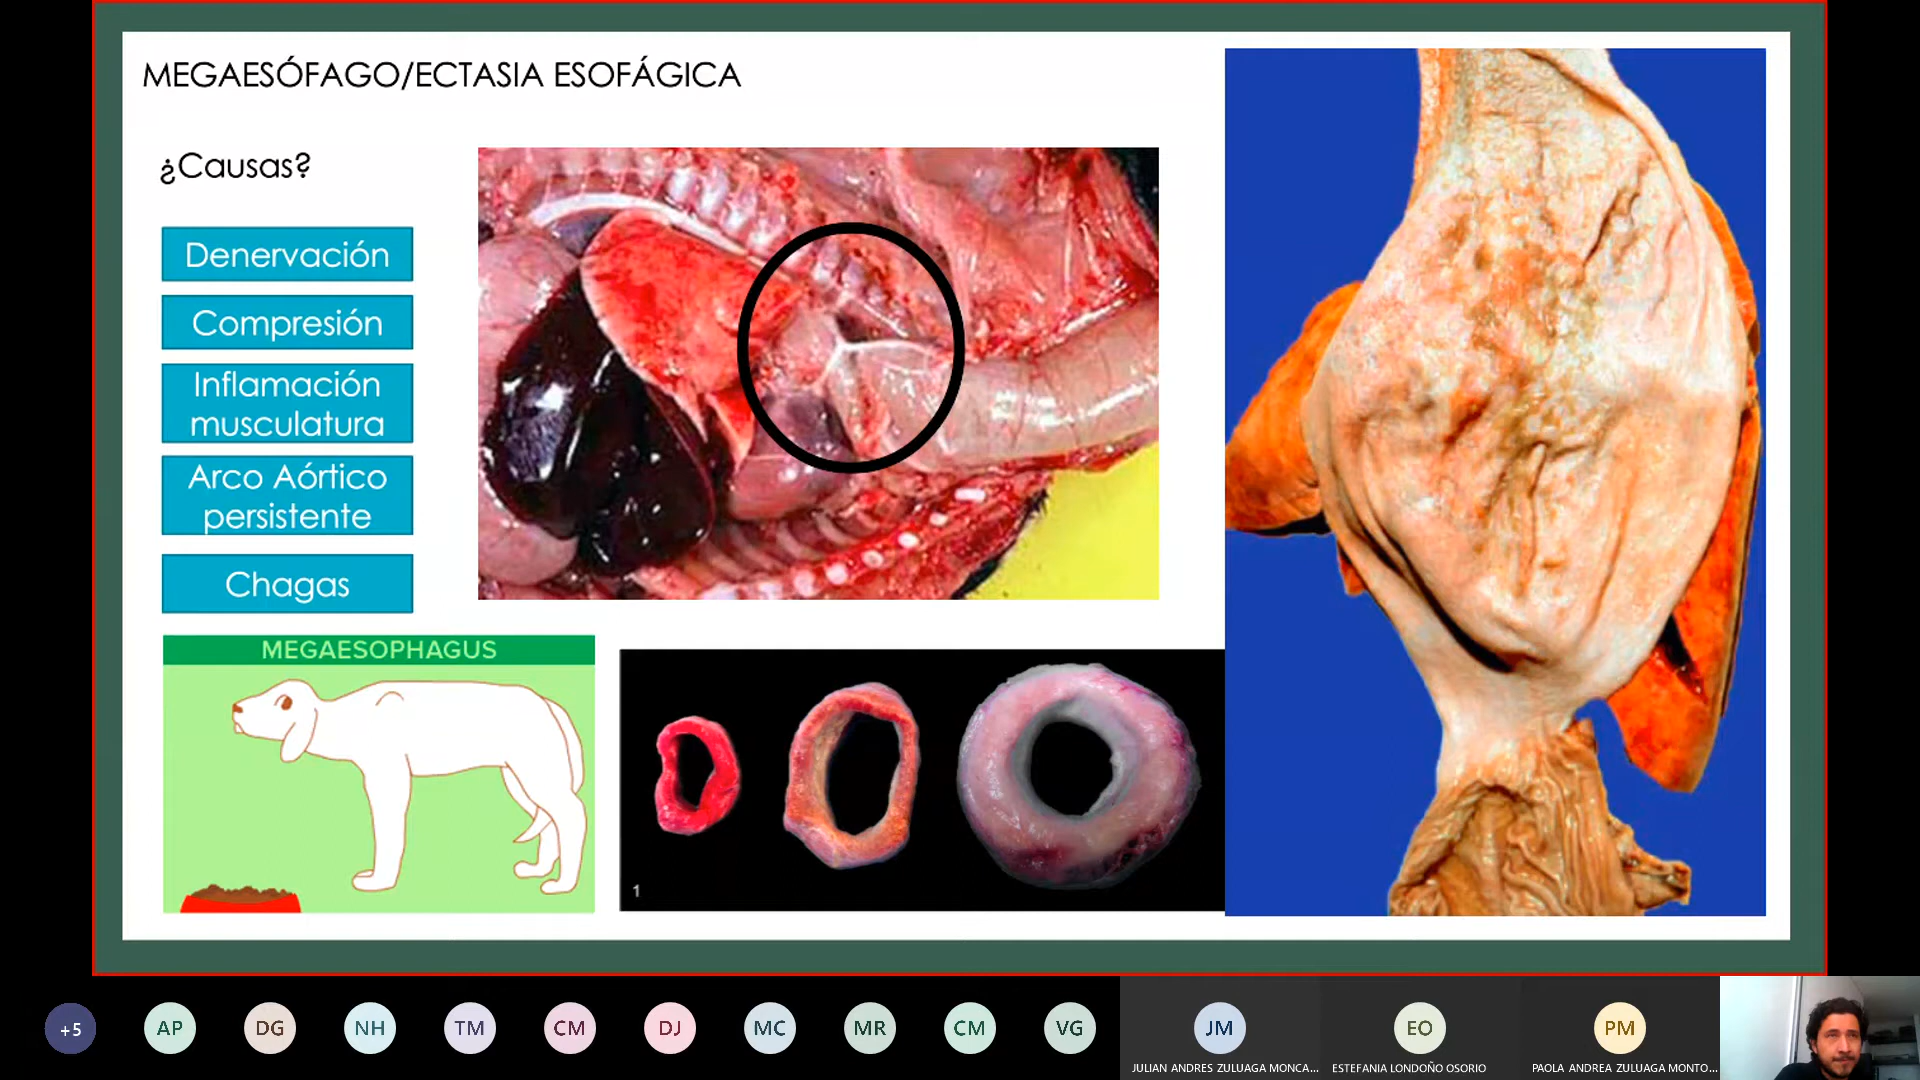 MEGAESÓFAGO/ECTASIA ESOFÁGICA
¿Causas?
Denervación
Compresión
Inflamación
musculatura
Arco Aórtico
persistente
Chagas
MEGAESOPHAGUS
1
+5
AP
DG
NH
TM
CM
DJ
MC
MR
CM
VG
JM
EO
PM
JULIAN ANDRES ZULUAGA MONCA...
ESTEFANIA LONDOÑO OSORIO
PAOLA ANDREA ZULUAGA MONTO...